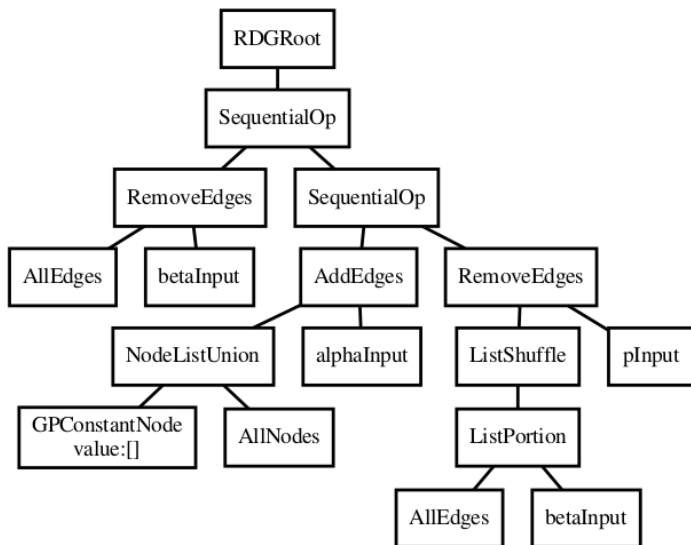 RDGRoot
SequentialOp
RemoveEdges
SequentialOp
AllEdges
betaInput
AddEdges
RemoveEdges
NodeListUnion
alphaInput
ListShuffle
pInput
GPConstantNode
value:[]
AllNodes
ListPortion
AllEdges
betaInput